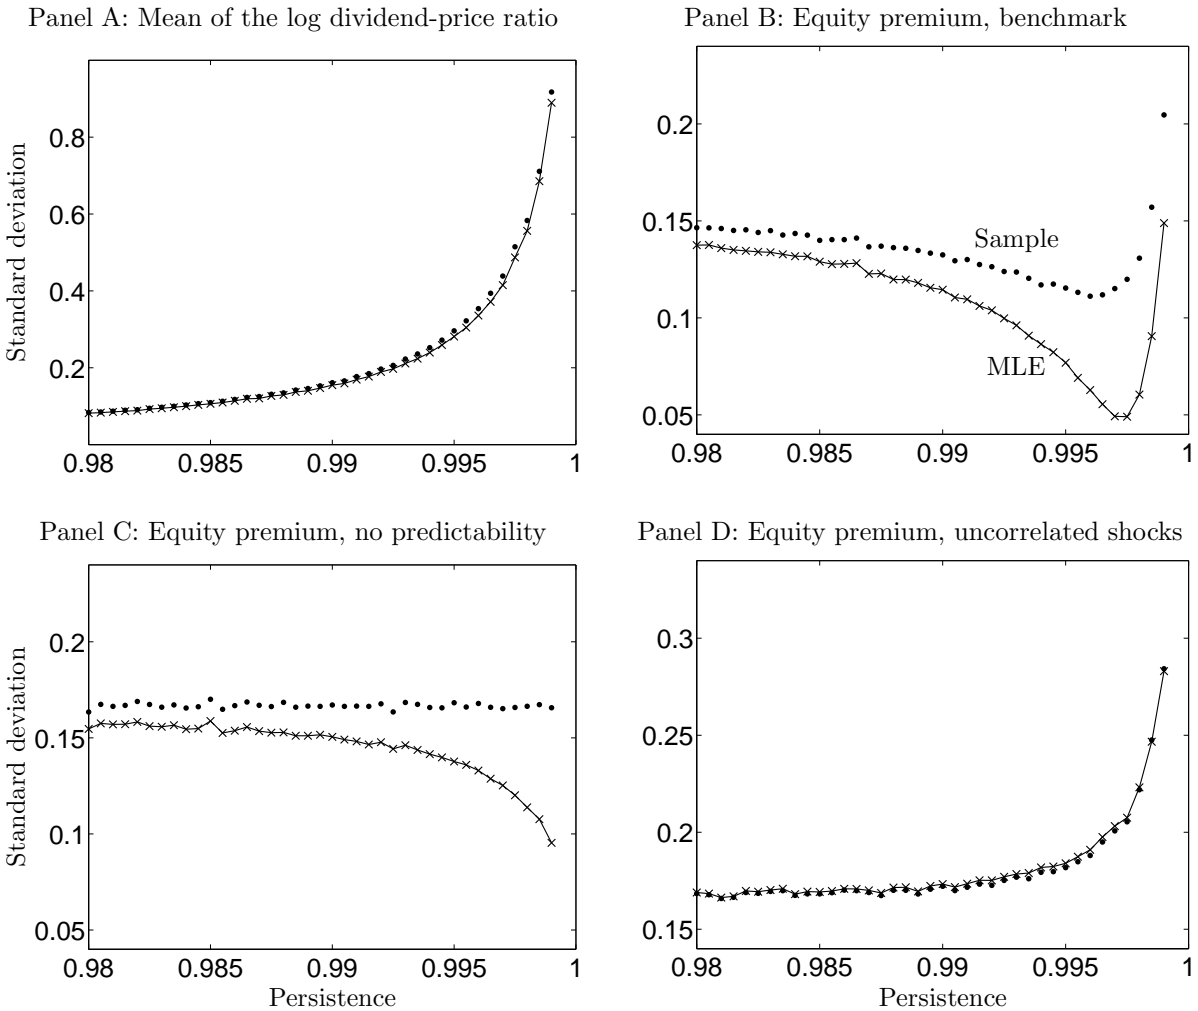 Panel A: Mean of the log dividend-price ratio
Standard deviation
0.8
0.6
0.4
0.2
0.98 0.985 0.99 0.995 1
Panel B: Equity premium, benchmark
0.2
0.15
0.1
0.05
Sample
MLE
0.98 0.985 0.99 0.995 1
Panel C: Equity premium, no predictability
Standard deviation
0.2
0.15
0.1
0.05
0.98 0.985 0.99 0.995 1
Persistence
Panel D: Equity premium, uncorrelated shocks
0.3
0.25
0.2
0.15
0.98 0.985 0.99 0.995 1
Persistence